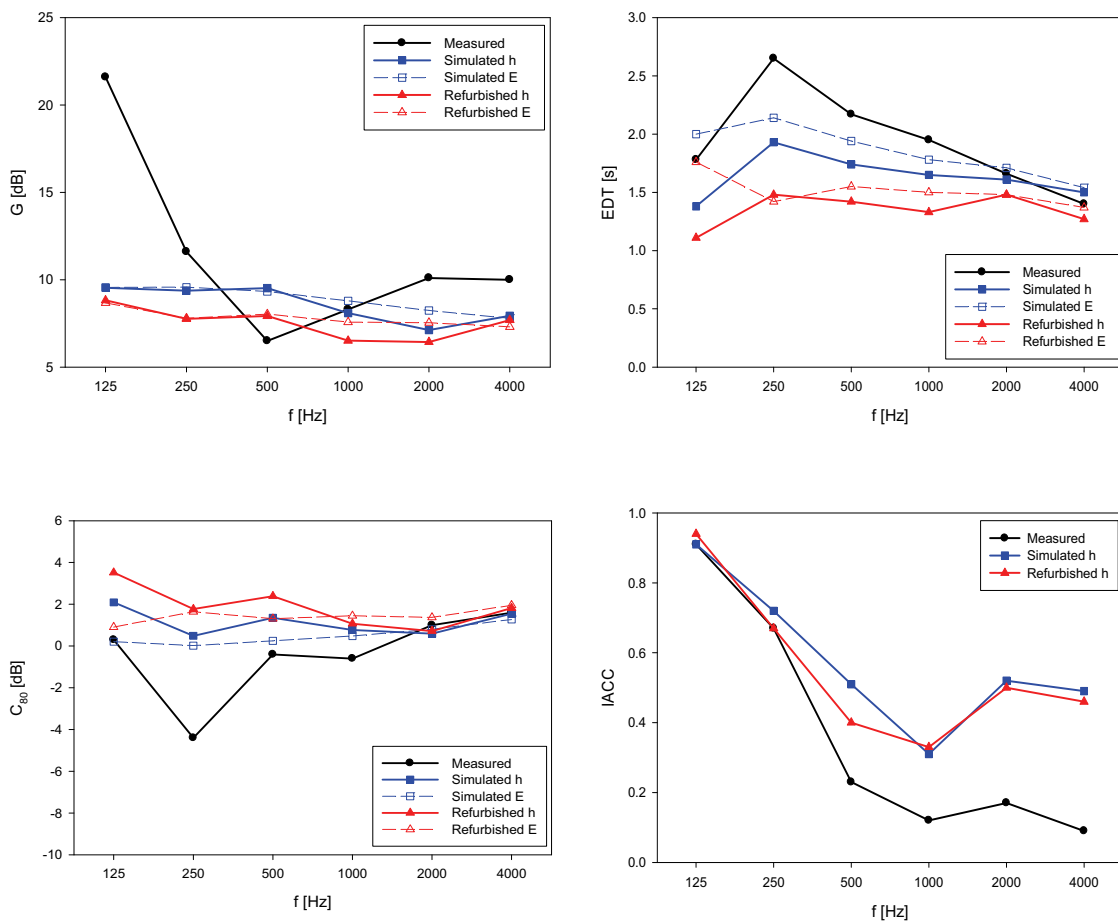 25
20
15
10
5
G [dB]
125 250 500 1000 2000 4000
f [Hz]
Measured
Simulated h
Simulated E
Refurbished h
Refurbished E
3.0
2.5
2.0
1.5
1.0
0.5
0.0
EDT [s]
125 250 500 1000 2000 4000
f [Hz]
Measured
Simulated h
Simulated E
Refurbished h
Refurbished E
6
4
2
0
-2
-4
-6
-8
-10
C80 [dB]
125 250 500 1000 2000 4000
f [Hz]
Measured
Simulated h
Simulated E
Refurbished h
Refurbished E
1.0
0.8
0.6
0.4
0.2
0.0
IACC
125 250 500 1000 2000 4000
f [Hz]
Measured
Simulated h
Refurbished h